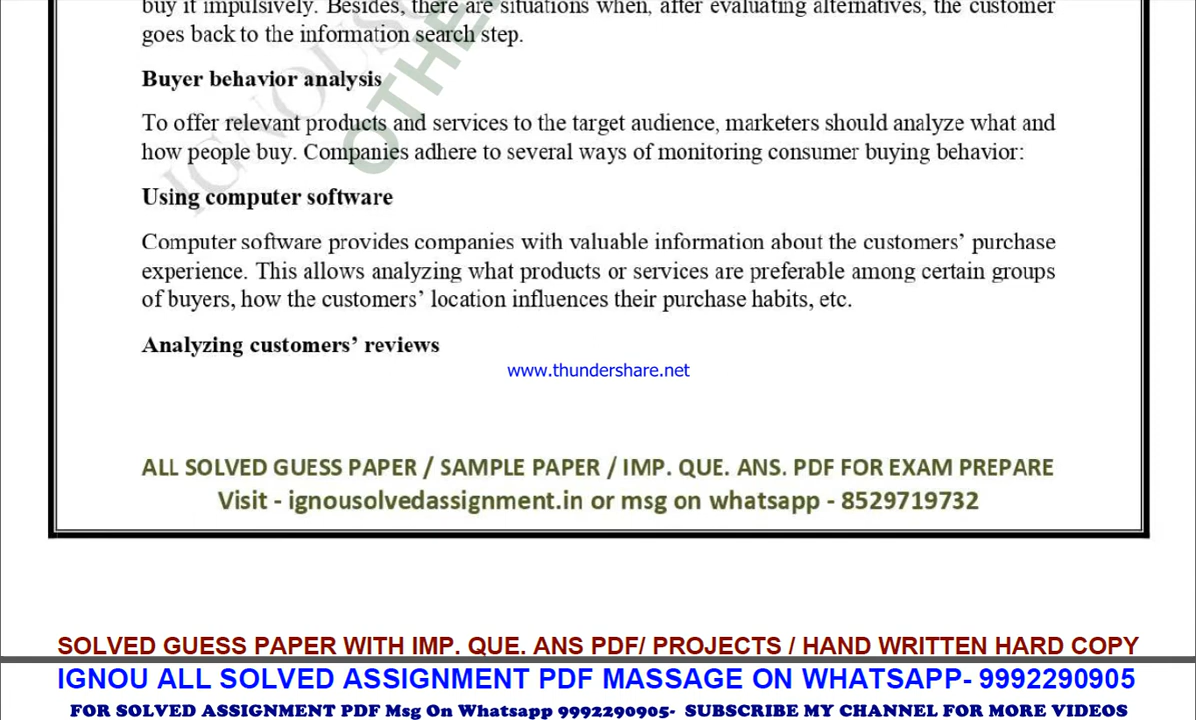 buy it impulsively. Besides, there are situations when, after evaluating alternatives, the customer
goes back to the information search step.
Buyer behavior analysis
To offer relevant products and services to the target audience, marketers should analyze what and
how people buy. Companies adhere to several ways of monitoring consumer buying behavior:
Using computer software
Computer software provides companies with valuable information about the customers’ purchase
experience. This allows analyzing what products or services are preferable among certain groups
of buyers, how the customers’ location influences their purchase habits, etc.
Analyzing customers’ reviews
www.thundershare.net
ALL SOLVED GUESS PAPER / SAMPLE PAPER / IMP. QUE. ANS. PDF FOR EXAM PREPARE
Visit - ignousolvedassignment.in or msg on whatsapp - 8529719732
SOLVED GUESS PAPER WITH IMP. QUE. ANS PDF/ PROJECTS / HAND WRITTEN HARD COPY
IGNOU ALL SOLVED ASSIGNMENT PDF MASSAGE ON WHATSAPP- 9992290905
FOR SOLVED ASSIGNMENT PDF Msg On Whatsapp 9992290905- SUBSCRIBE MY CHANNEL FOR MORE VIDEOS